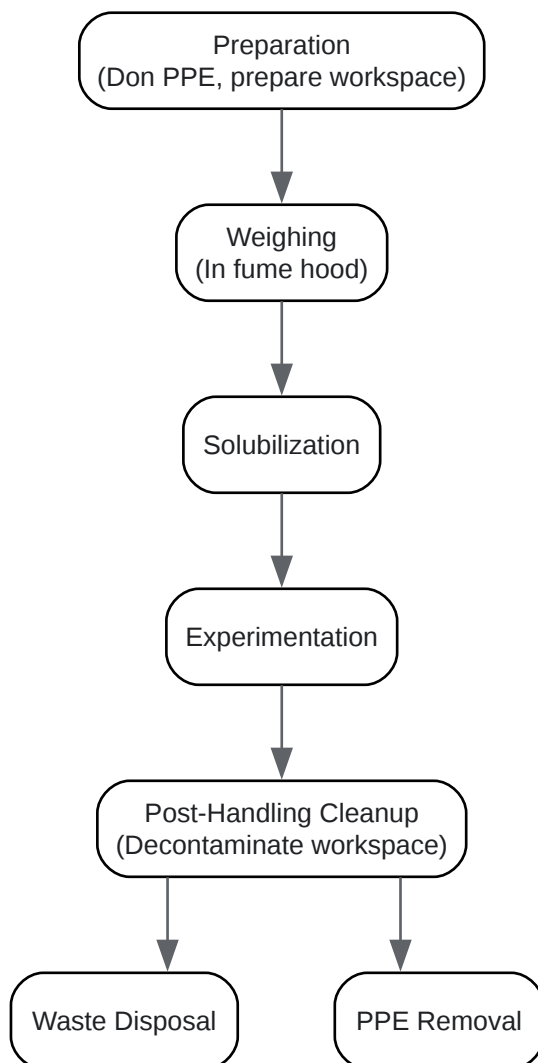 Preparation
(Don PPE, prepare workspace)
Weighing
(In fume hood)
Solubilization
Experimentation
Post-Handling Cleanup
(Decontaminate workspace)
Waste Disposal
PPE Removal